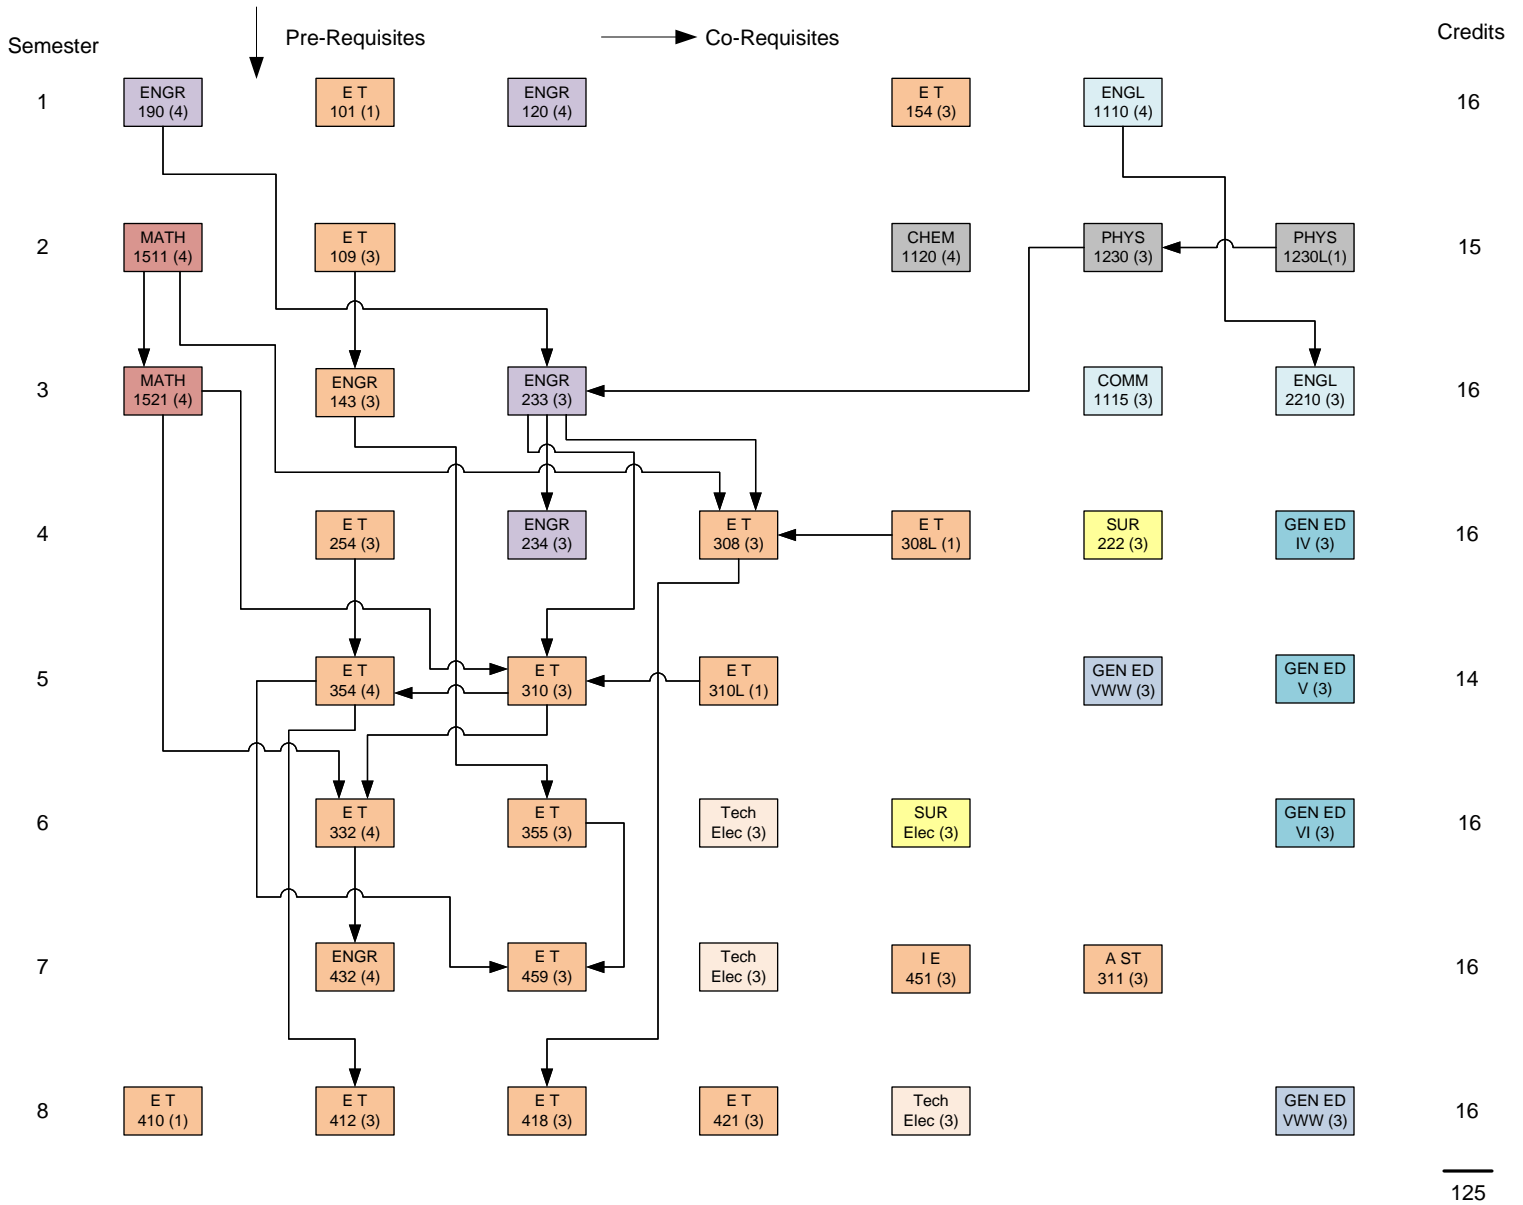 Semester
Pre-Requisites
Co-Requisites
Credits
1
ENGR
190 (4)
E T
101 (1)
ENGR
120 (4)
E T
154 (3)
ENGL
1110 (4)
16
2
MATH
1511 (4)
E T
109 (3)
CHEM
1120 (4)
PHYS
1230 (3)
PHYS
1230L(1)
15
3
MATH
1521 (4)
ENGR
143 (3)
ENGR
233 (3)
COMM
1115 (3)
ENGL
2210 (3)
16
4
E T
254 (3)
ENGR
234 (3)
E T
308 (3)
E T
308L (1)
SUR
222 (3)
GEN ED
IV (3)
16
5
E T
354 (4)
E T
310 (3)
E T
310L (1)
GEN ED
VWW (3)
GEN ED
V (3)
14
6
E T
332 (4)
E T
355 (3)
Tech
Elec (3)
SUR
Elec (3)
GEN ED
VI (3)
16
7
ENGR
432 (4)
E T
459 (3)
Tech
Elec (3)
I E
451 (3)
A ST
311 (3)
16
8
E T
410 (1)
E T
412 (3)
E T
418 (3)
E T
421 (3)
Tech
Elec (3)
GEN ED
VWW (3)
16
125